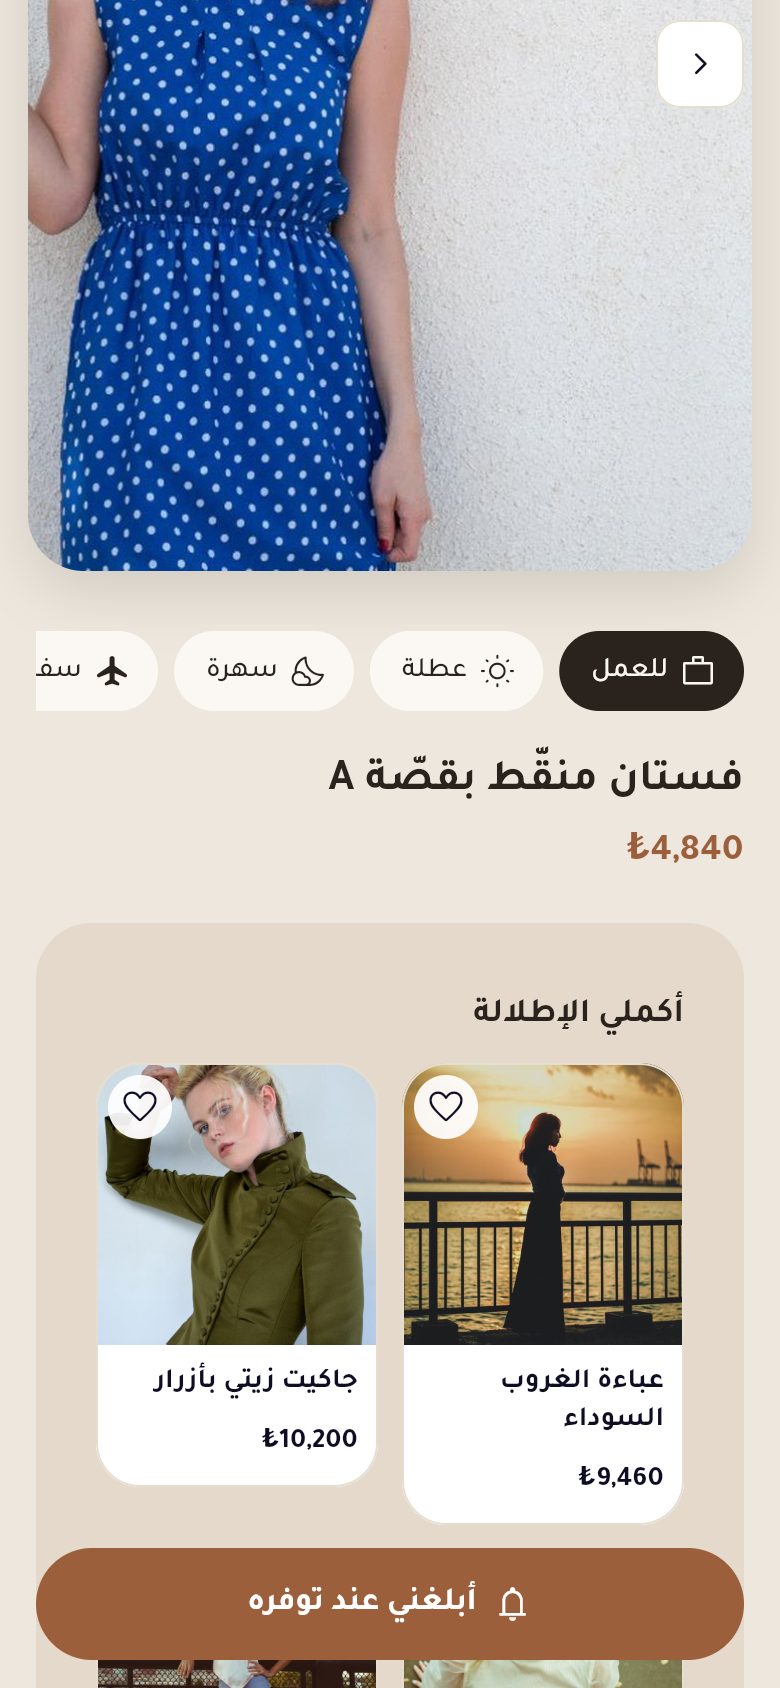 للعمل
عطلة
سهرة
سف
فستان منقّط بقصّة A
₺4,840
أكملي الإطلالة
عباءة الغروب
السوداء
₺9,460
جاكيت زيتي بأزرار
₺10,200
أبلغني عند توفره